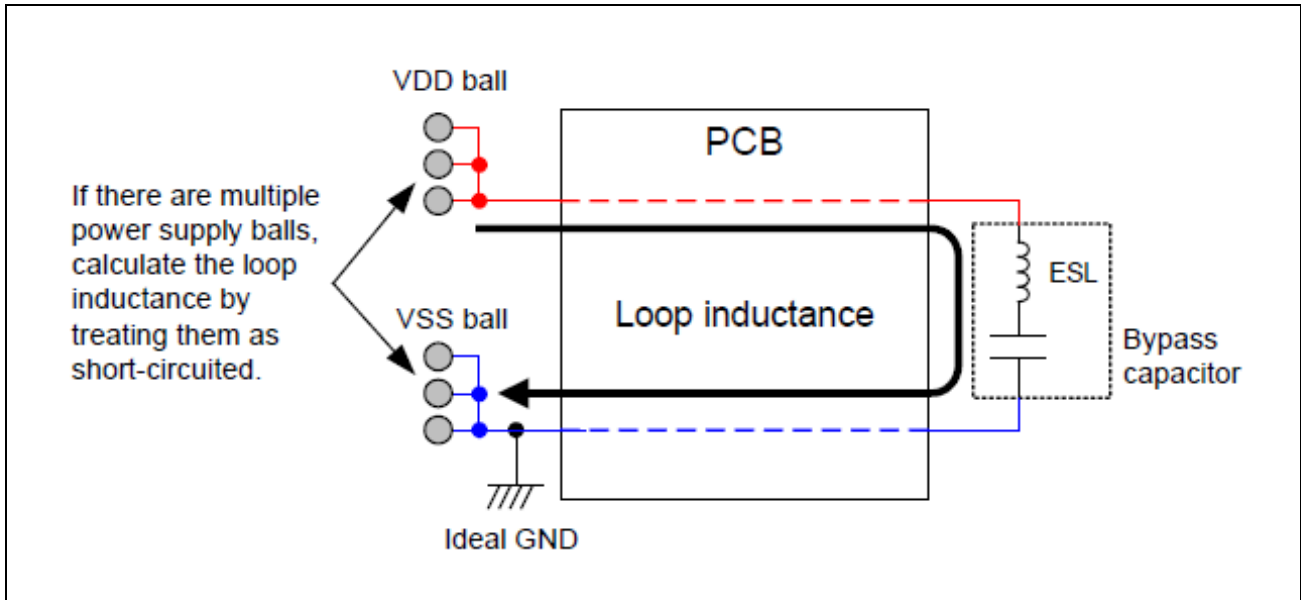 VDD ball
PCB
If there are multiple
power supply balls,
calculate the loop
inductance by
treating them as
short-circuited.
ESL
VSS ball
Loop inductance
Bypass
capacitor
Ideal GND